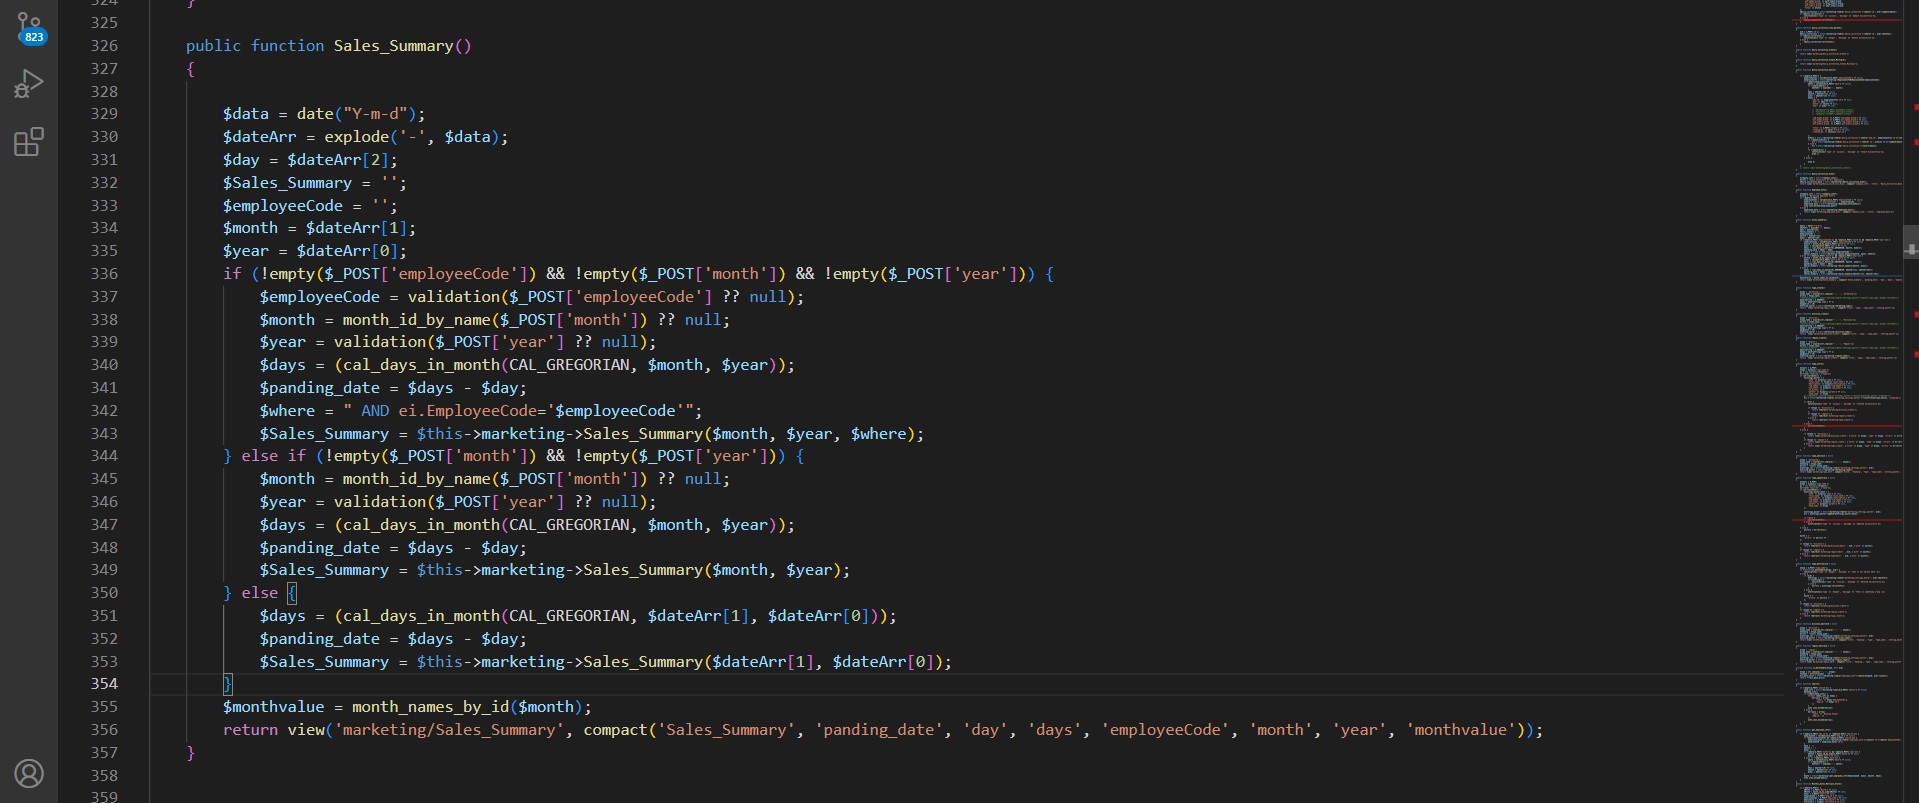 324 }
823
325
326 public function Sales_Summary()
327 {
328
329 $data = date("Y-m-d");
330 $dateArr = explode('-', $data);
331 $day = $dateArr[2];
332 $Sales_Summary = '';
333 $employeeCode = '';
334 $month = $dateArr[1];
335 $year = $dateArr[0];
336 if (!empty($_POST['employeeCode']) && !empty($_POST['month']) && !empty($_POST['year'])) {
337 $employeeCode = validation($_POST['employeeCode'] ?? null);
338 $month = month_id_by_name($_POST['month']) ?? null;
339 $year = validation($_POST['year'] ?? null);
340 $days = (cal_days_in_month(CAL_GREGORIAN, $month, $year));
341 $panding_date = $days - $day;
342 $where = " AND ei.EmployeeCode='$employeeCode'";
343 $Sales_Summary = $this->marketing->Sales_Summary($month, $year, $where);
344 } else if (!empty($_POST['month']) && !empty($_POST['year'])) {
345 $month = month_id_by_name($_POST['month']) ?? null;
346 $year = validation($_POST['year'] ?? null);
347 $days = (cal_days_in_month(CAL_GREGORIAN, $month, $year));
348 $panding_date = $days - $day;
349 $Sales_Summary = $this->marketing->Sales_Summary($month, $year);
350 } else {
351 $days = (cal_days_in_month(CAL_GREGORIAN, $dateArr[1], $dateArr[0]));
352 $panding_date = $days - $day;
353 $Sales_Summary = $this->marketing->Sales_Summary($dateArr[1], $dateArr[0]);
354 }
355 $monthvalue = month_names_by_id($month);
356 return view('marketing/Sales_Summary', compact('Sales_Summary', 'panding_date', 'day', 'days', 'employeeCode', 'month', 'year', 'monthvalue'));
357 }
358
359